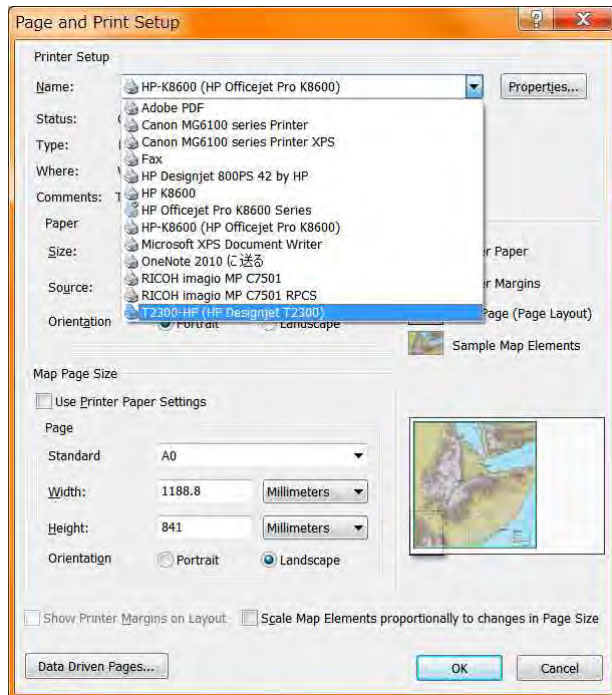 Page and Print Setup
Printer Setup
Name: HP-K8600 (HP Officejet Pro K8600) Properties...
Adobe PDF
Status:
Canon MG6100 series Printer
Type:
Canon MG6100 series Printer XPS
Fax
Where:
HP Designjet 800PS 42 by HP
HP K8600
Comments: T
HP Officejet Pro K8600 Series
Paper
HP-K8600 (HP Officejet Pro K8600)
Size:
Microsoft XPS Document Writer
r Paper
OneNote 2010 に送る
RICOH imagio MP C7501
Source:
r Margins
RICOH imagio MP C7501 RPCS
T2300-HP (HP Designjet T2300)
Page (Page Layout)
Orientation Portrait Landscape
Sample Map Elements
Map Page Size
Use Printer Paper Settings
Page
Standard A0
Width: 1188.8 Millimeters
Height: 841 Millimeters
Orientation Portrait Landscape
Show Printer Margins on Layout Scale Map Elements proportionally to changes in Page Size
Data Driven Pages... OK Cancel